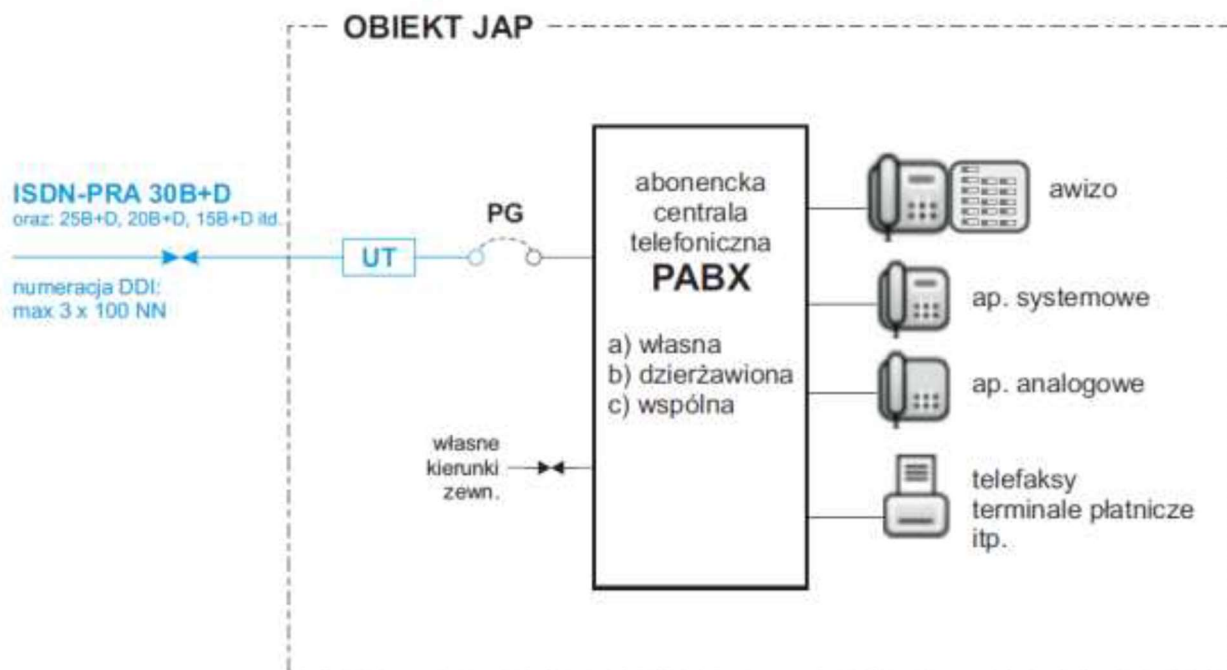 OBIEKT JAP
ISDN-PRA 30B+D
oraz: 25B+D, 20B+D, 15B+D itd.
numeracja DDI:
max 3 x 100 NN
UT
PG
abonencka
centrala
telefoniczna
PABX
a) własna
b) dzierżawiona
c) wspólna
własne
kierunki
zewn.
awizo
ap. systemowe
ap. analogowe
telefaksy
terminale płatnicze
itp.